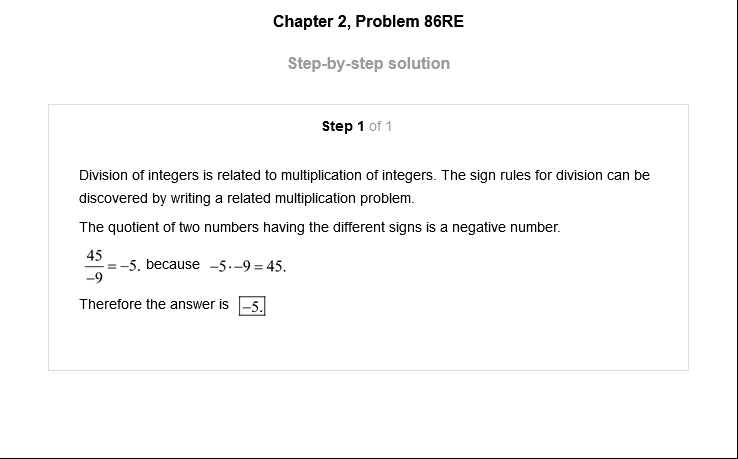 Chapter 2, Problem 86RE
Step-by-step solution
Step 1 of 1
Division of integers is related to multiplication of integers. The sign rules for division can be
discovered by writing a related multiplication problem.
The quotient of two numbers having the different signs is a negative number.
45/−9 = −5. because −5·−9 = 45.
Therefore the answer is −5.